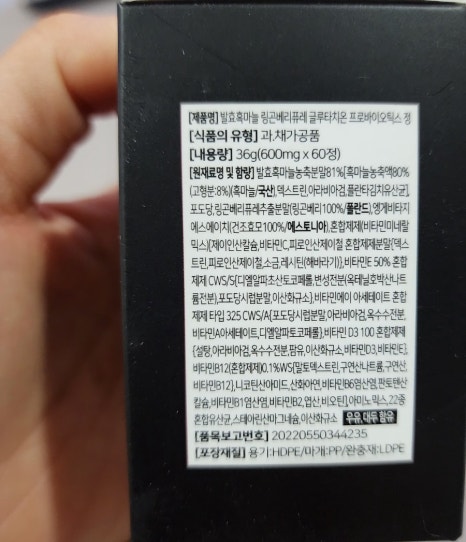 [제품명] 발효흑마늘 링곤베리퓨레 글루타치온 프로바이오틱스 정
[식품의 유형] 과.채가공품
[내용량] 36g(600mg x 60정)
[원재료명 및 함량] 발효흑마늘농축분말81%[흑마늘농축액80%
(고형분:8%)(흑마늘/국산),덱스트린,아라비아검,플란타김치유산균],
포도당,링곤베리퓨레추출분말(링곤베리100%/폴란드),엥게비타지
에스에이치(건조효모100%/에스토니아),혼합제제(비타민미네랄
믹스)[제이인산칼슘,비타민C,피로인산제이철 혼합제제분말{덱스
트린,피로인산제이철,소금,레시틴(해바라기)},비타민E 50% 혼합
제제 CWS/S{디엘알파초산토코페롤,변성전분(옥테닐호박산나트
륨전분),포도당시럽분말,이산화규소},비타민에이 아세테이트 혼합
제제 타입 325 CWS/A{포도당시럽분말,아라비아검,옥수수전분,
비타민A아세테이트,디엘알파토코페롤},비타민 D3 100 혼합제제
{설탕,아라비아검,옥수수전분,팜유,이산화규소,비타민D3,비타민E},
비타민B12(혼합제제)0.1%WS{말토덱스트린,구연산나트륨,구연산,
비타민B12},니코틴산아미드,산화아연,비타민B6염산염,판토텐산
칼슘,비타민B1염산염,비타민B2,엽산,비오틴],아미노믹스,22종
혼합유산균,스테아린산마그네슘,이산화규소 우유,대두 함유
[품목보고번호] 20220550344235
[포장재질] 용기:HDPE/마개:PP/완충재:LDPE